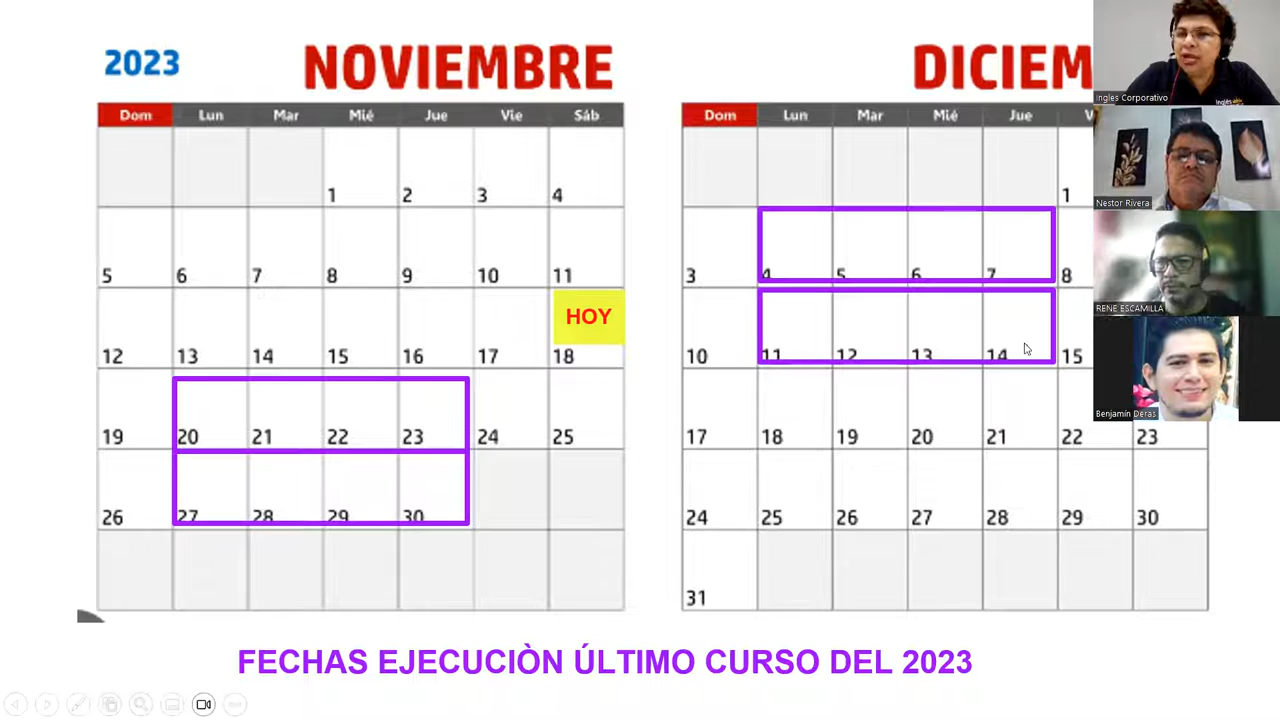 2023 NOVIEMBRE
Dom Lun Mar Mié Jue Vie Sáb
1 2 3 4
5 6 7 8 9 10 11
HOY
12 13 14 15 16 17 18
19 20 21 22 23 24 25
26 27 28 29 30
DICIEM
Dom Lun Mar Mié Jue V
1
3 4 5 6 7 8
10 11 12 13 14 15
17 18 19 20 21 22 23
24 25 26 27 28 29 30
31
FECHAS EJECUCIÒN ÚLTIMO CURSO DEL 2023
Ingles Corporativo
Nestor Rivera
RENE ESCAMILLA
Benjamín Deras